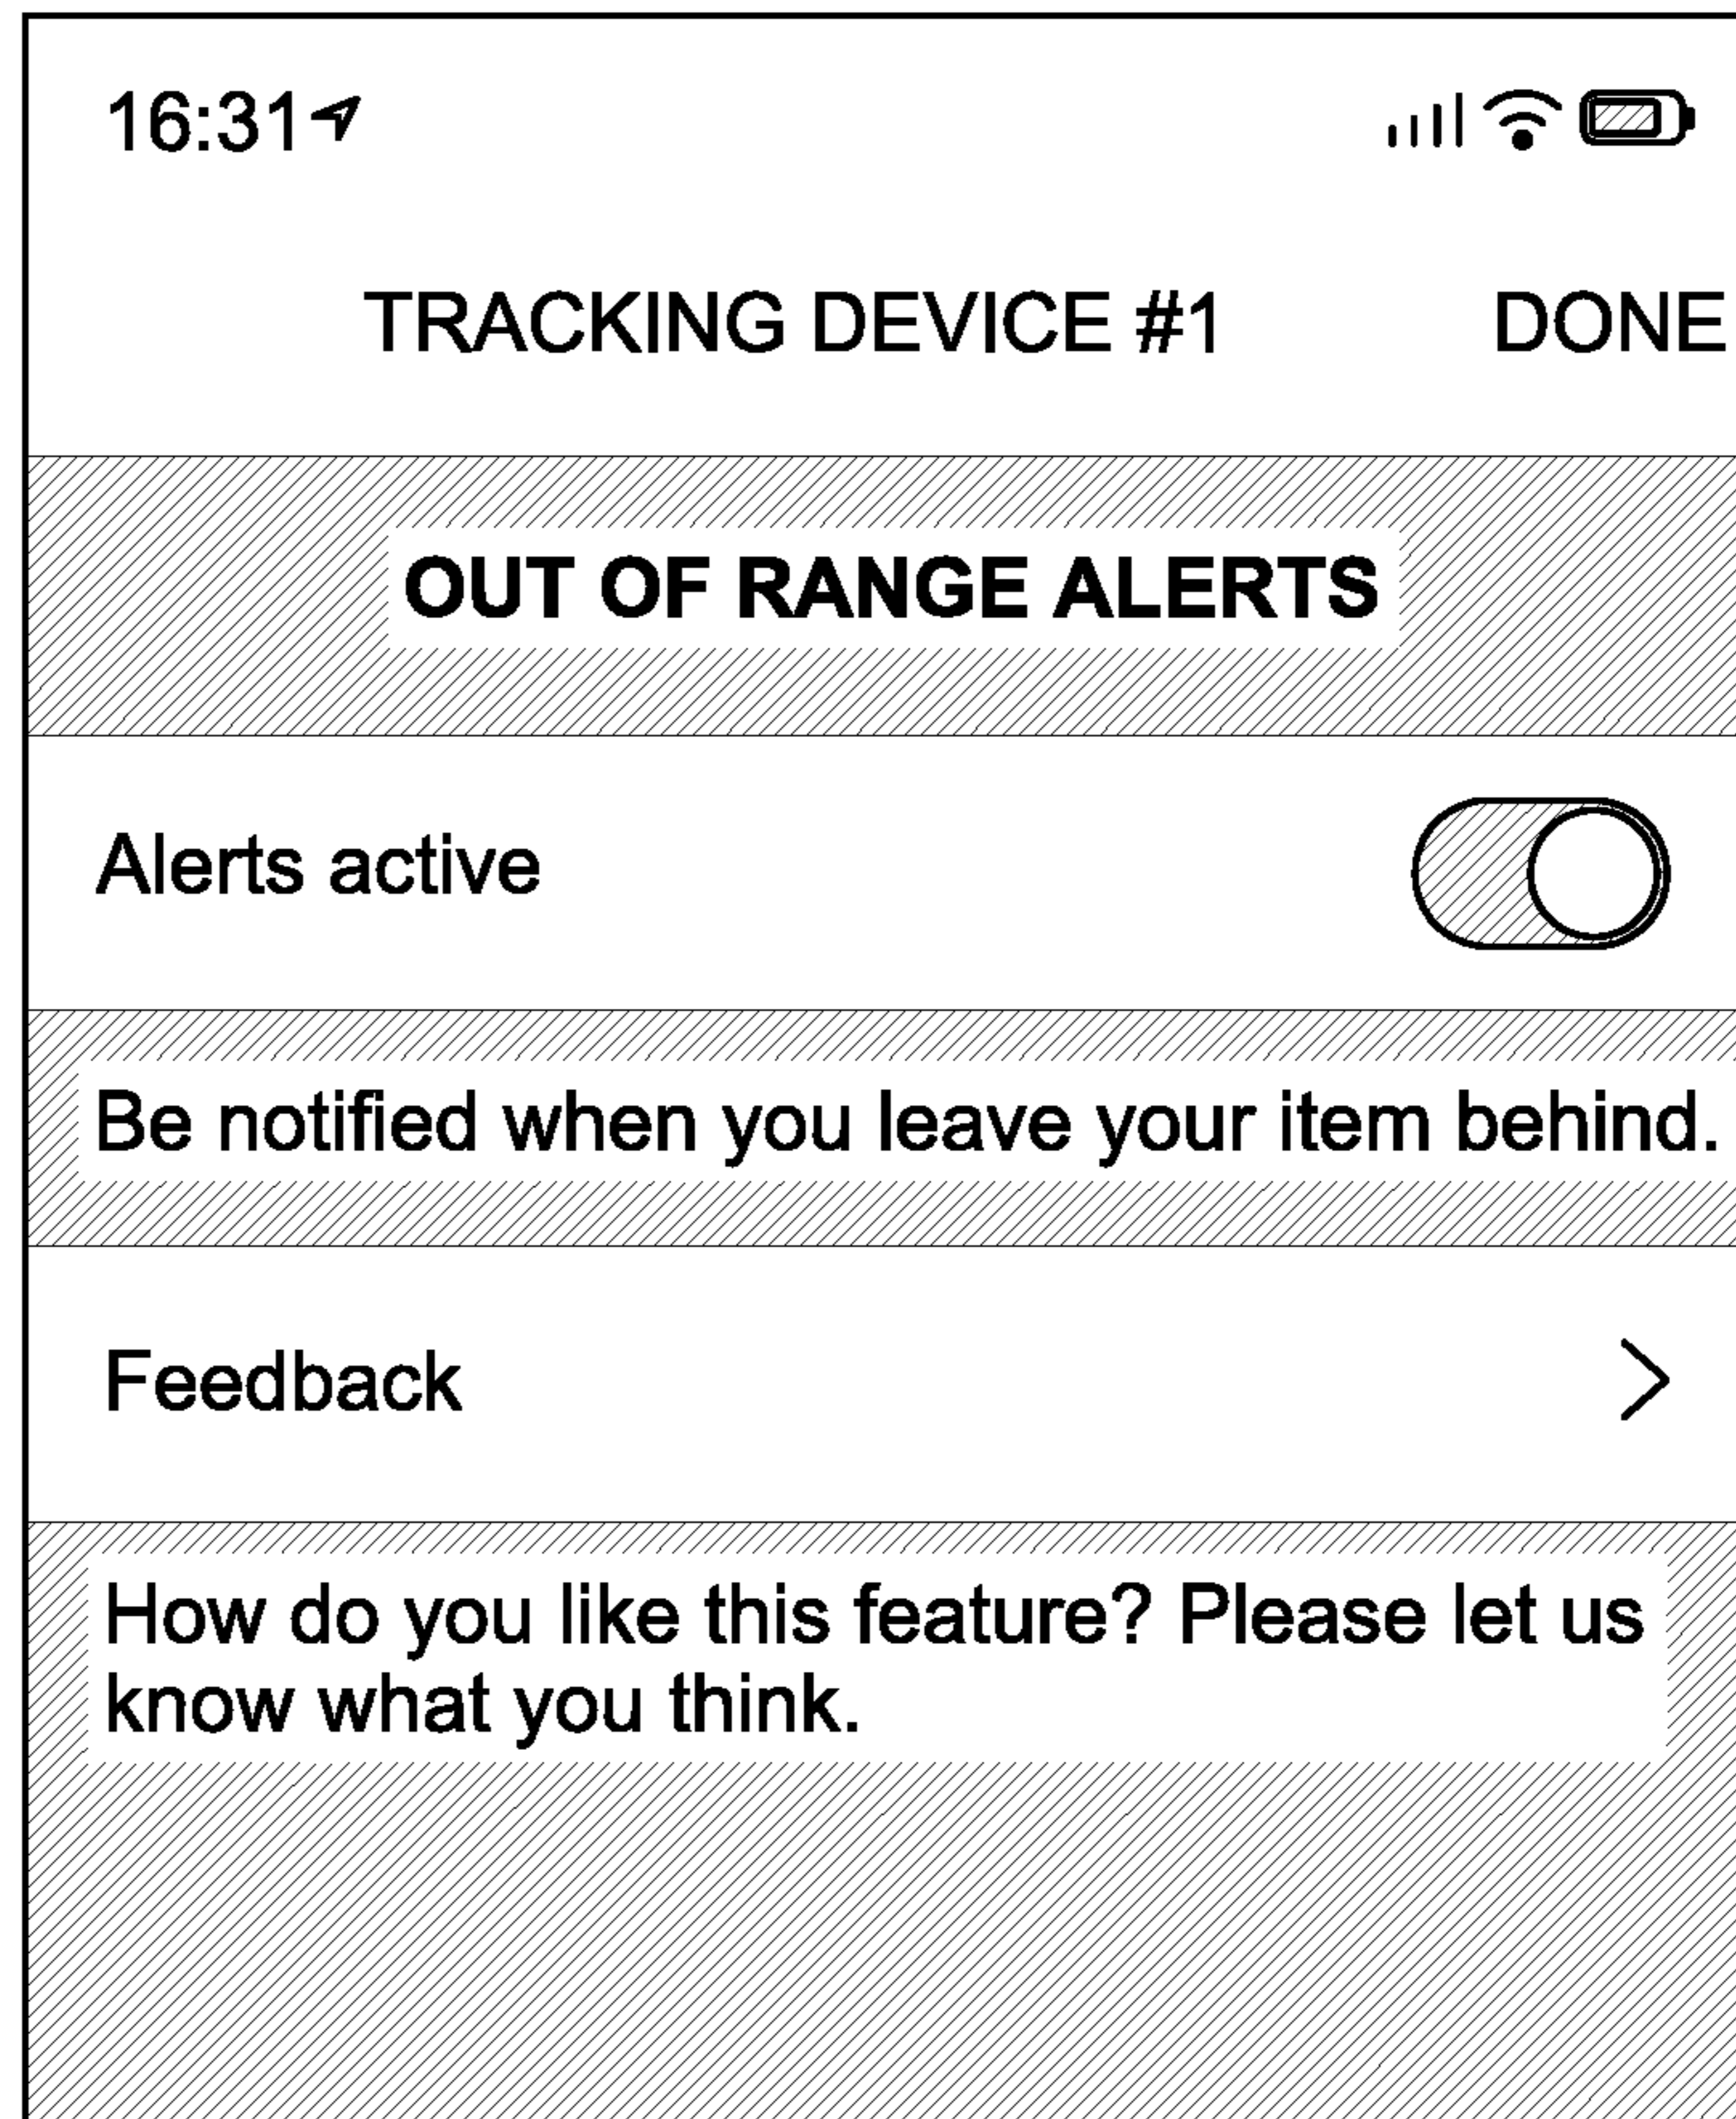 16:31
TRACKING DEVICE #1 DONE
OUT OF RANGE ALERTS
Alerts active
Be notified when you leave your item behind.
Feedback
How do you like this feature? Please let us
know what you think.